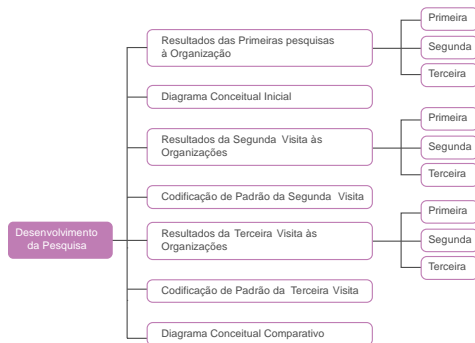 Desenvolvimento
da Pesquisa
Resultados das Primeiras pesquisas
à Organização
Primeira
Segunda
Terceira
Diagrama Conceitual Inicial
Resultados da Segunda Visita às
Organizações
Primeira
Segunda
Terceira
Codificação de Padrão da Segunda Visita
Resultados da Terceira Visita às
Organizações
Primeira
Segunda
Terceira
Codificação de Padrão da Terceira Visita
Diagrama Conceitual Comparativo